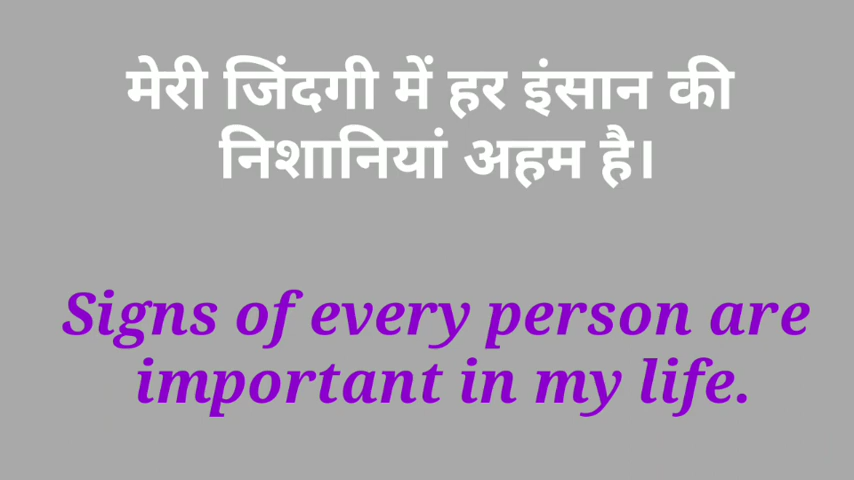 मेरी जिंदगी में हर इंसान की
निशानियां अहम है।
Signs of every person are
important in my life.